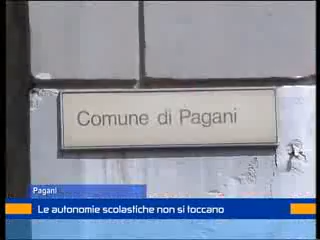 Comune di Pagani
Pagani
Le autonomie scolastiche non si toccano